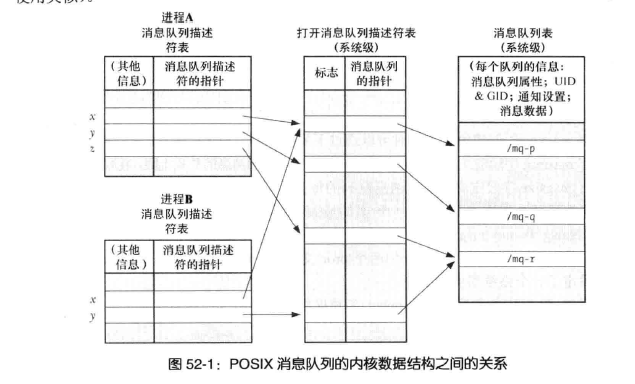 进程A
消息队列描述
符表
(其他
信息)
消息队列描述
符的指针
x
y
z
进程B
消息队列描述
符表
(其他
信息)
消息队列描述
符的指针
x
y
打开消息队列描述符表
(系统级)
标志
消息队列
的指针
消息队列表
(系统级)
(每个队列的信息:
消息队列属性; UID
& GID; 通知设置;
消息数据)
/mq-p
/mq-q
/mq-r
图 52-1: POSIX 消息队列的内核数据结构之间的关系